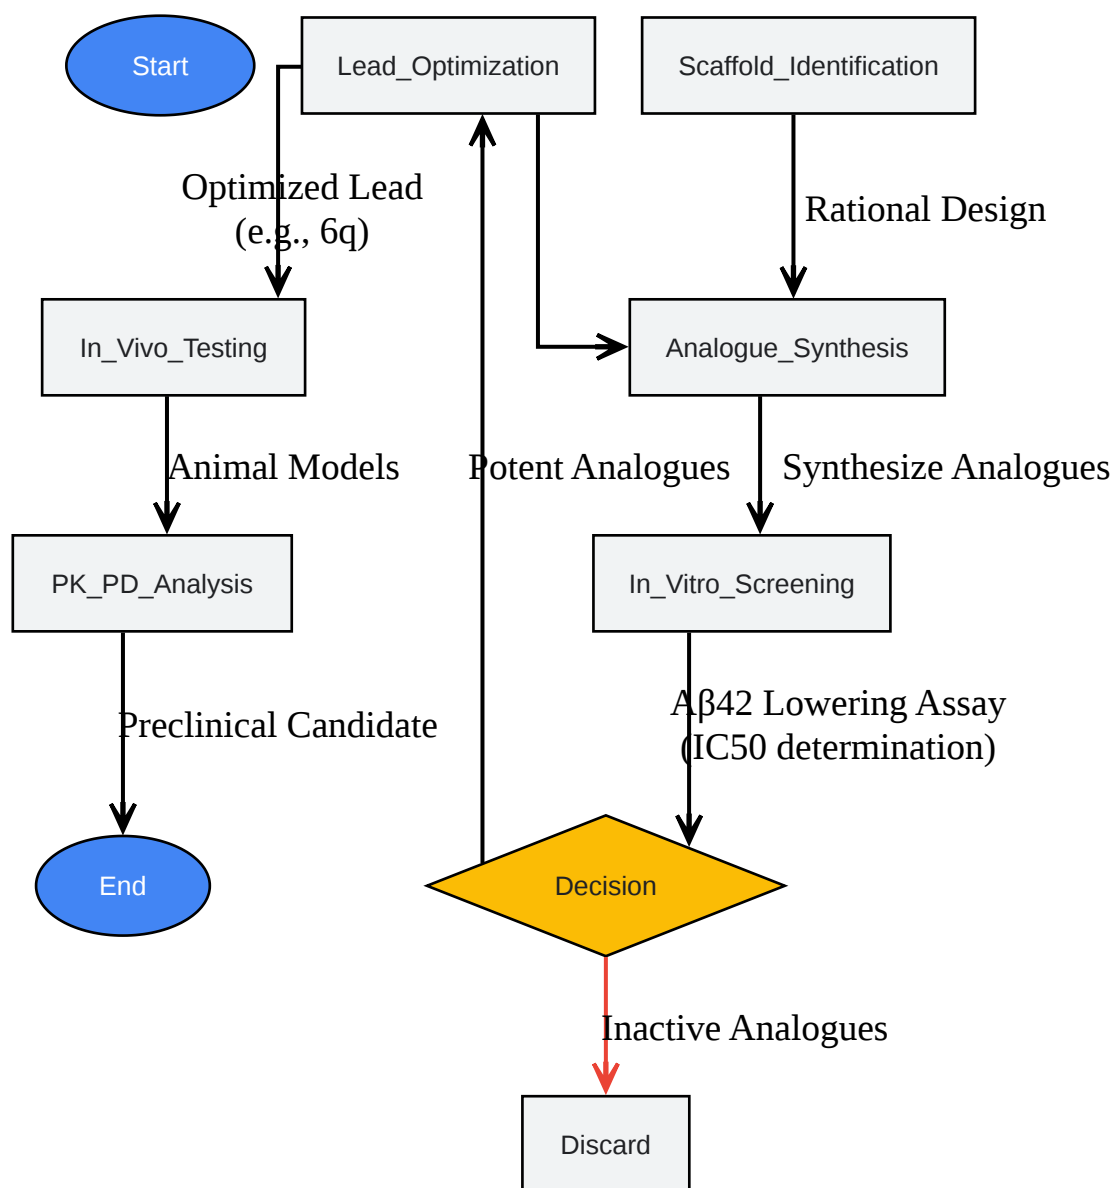 Start
Lead_Optimization
Scaffold_Identification
Optimized Lead
(e.g., 6q)
Rational Design
In_Vivo_Testing
Analogue_Synthesis
Animal Models
Potent Analogues
Synthesize Analogues
PK_PD_Analysis
In_Vitro_Screening
Preclinical Candidate
Aβ42 Lowering Assay
(IC50 determination)
End
Decision
Inactive Analogues
Discard